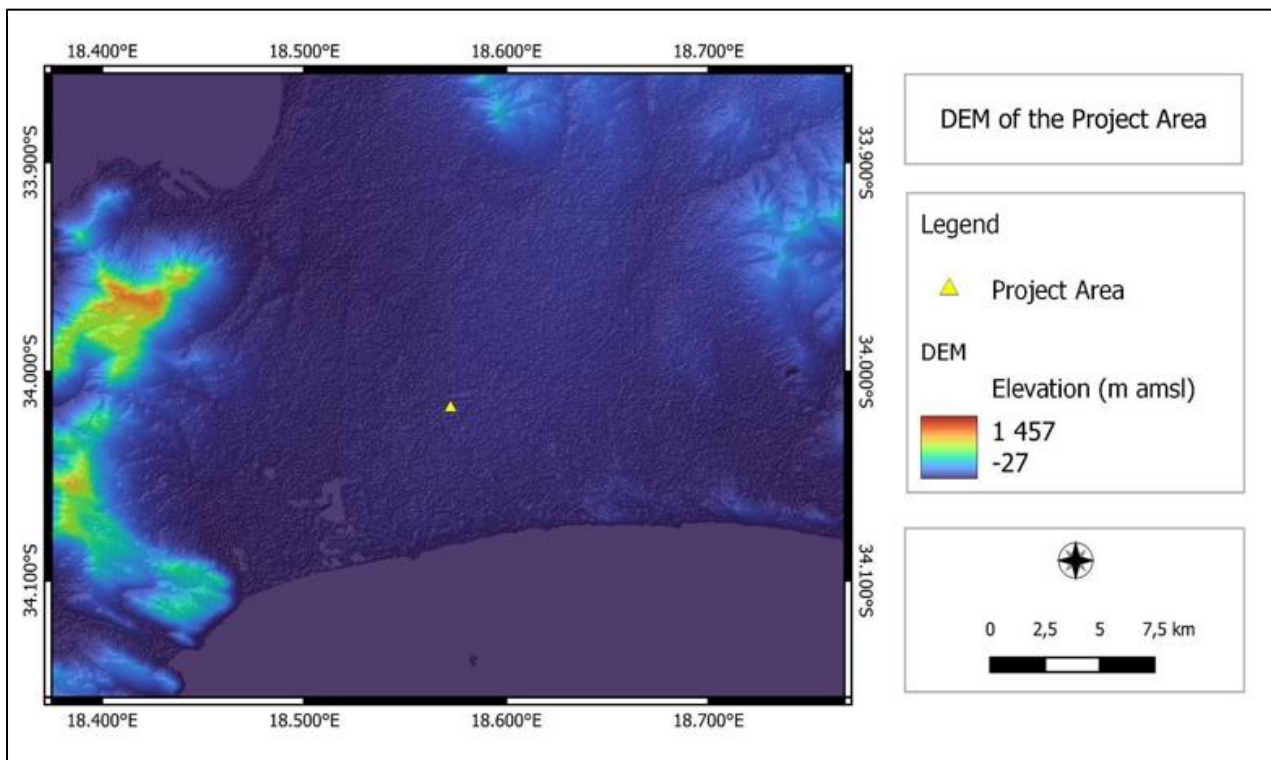 18.400°E 18.500°E 18.600°E 18.700°E
33.900°S 33.900°S
34.000°S 34.000°S
34.100°S 34.100°S
18.400°E 18.500°E 18.600°E 18.700°E
DEM of the Project Area
Legend
Project Area
DEM
Elevation (m amsl)
1 457
-27
0 2,5 5 7,5 km